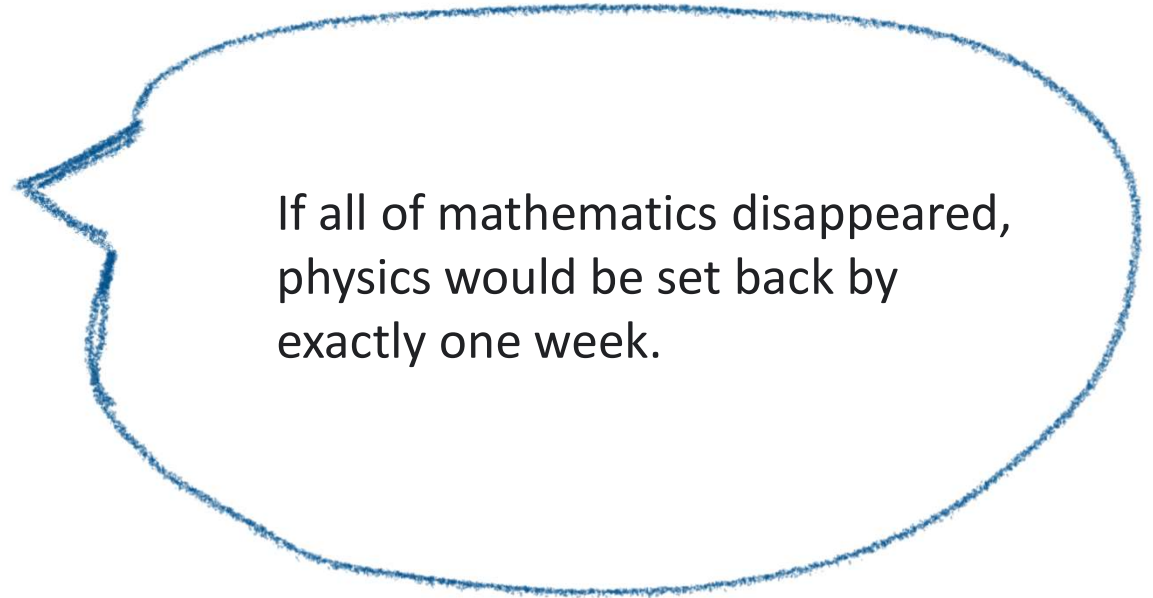 If all of mathematics disappeared,
physics would be set back by
exactly one week.